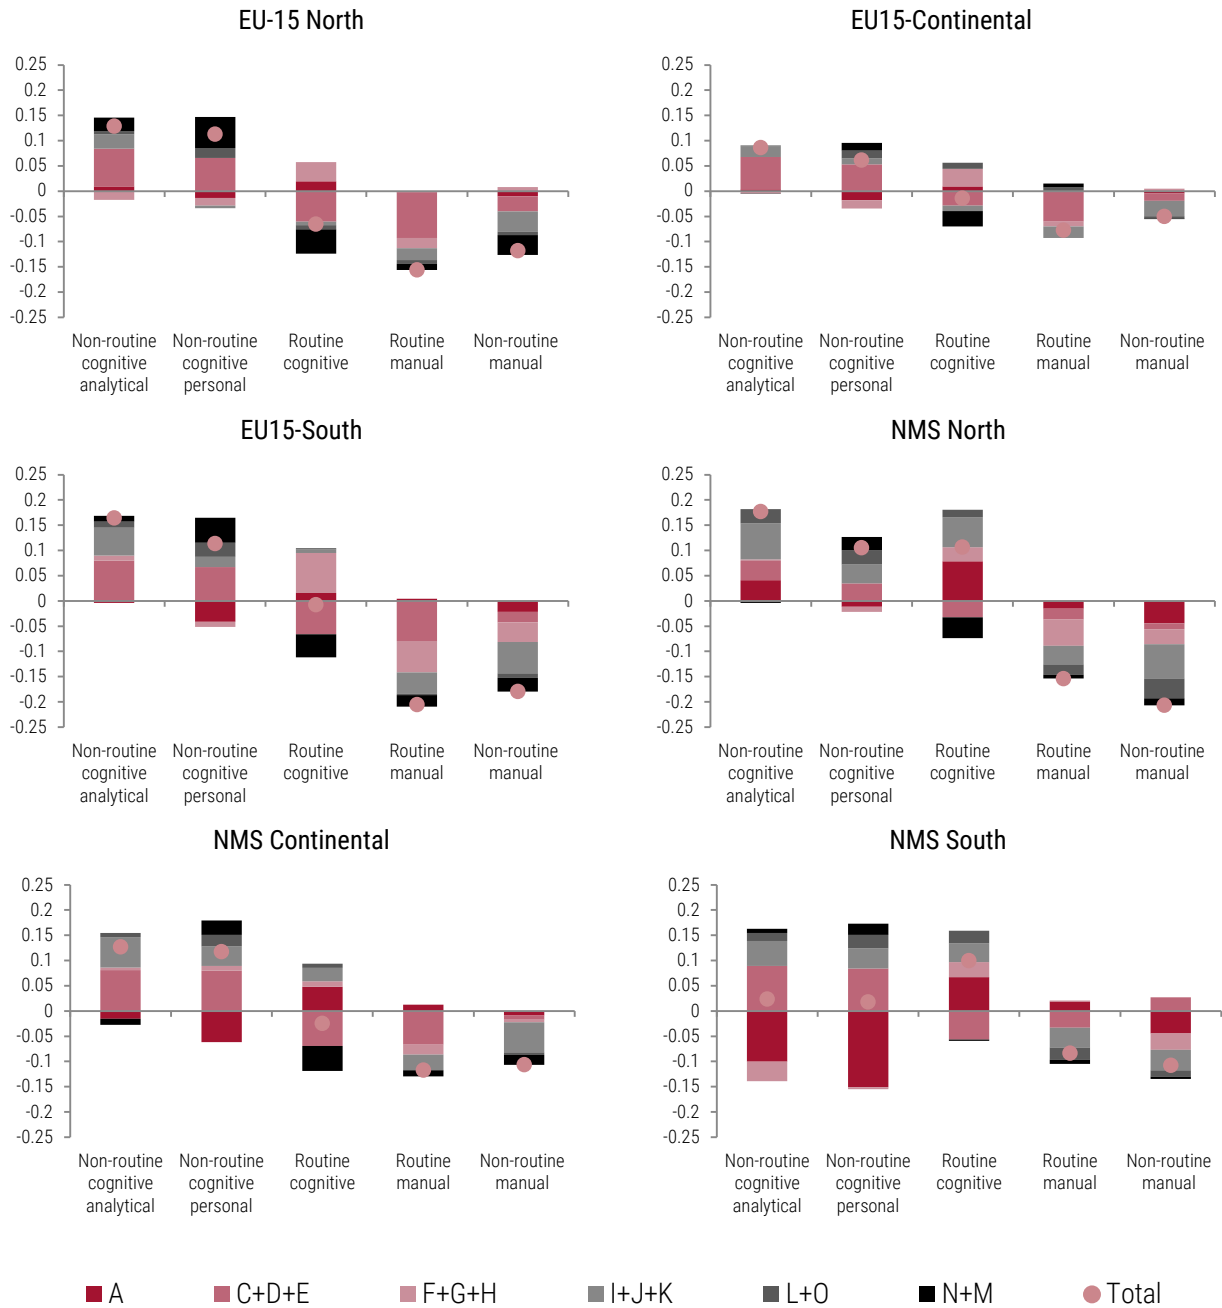 EU-15 North
0.25
0.2
0.15
0.1
0.05
0
-0.05
-0.1
-0.15
-0.2
-0.25
Non-routine
cognitive
analytical
Non-routine
cognitive
personal
Routine
cognitive
Routine
manual
Non-routine
manual
EU15-Continental
0.25
0.2
0.15
0.1
0.05
0
-0.05
-0.1
-0.15
-0.2
-0.25
Non-routine
cognitive
analytical
Non-routine
cognitive
personal
Routine
cognitive
Routine
manual
Non-routine
manual
EU15-South
0.25
0.2
0.15
0.1
0.05
0
-0.05
-0.1
-0.15
-0.2
-0.25
Non-routine
cognitive
analytical
Non-routine
cognitive
personal
Routine
cognitive
Routine
manual
Non-routine
manual
NMS North
0.25
0.2
0.15
0.1
0.05
0
-0.05
-0.1
-0.15
-0.2
-0.25
Non-routine
cognitive
analytical
Non-routine
cognitive
personal
Routine
cognitive
Routine
manual
Non-routine
manual
NMS Continental
0.25
0.2
0.15
0.1
0.05
0
-0.05
-0.1
-0.15
-0.2
-0.25
Non-routine
cognitive
analytical
Non-routine
cognitive
personal
Routine
cognitive
Routine
manual
Non-routine
manual
NMS South
0.25
0.2
0.15
0.1
0.05
0
-0.05
-0.1
-0.15
-0.2
-0.25
Non-routine
cognitive
analytical
Non-routine
cognitive
personal
Routine
cognitive
Routine
manual
Non-routine
manual
A C+D+E F+G+H I+J+K L+O N+M Total